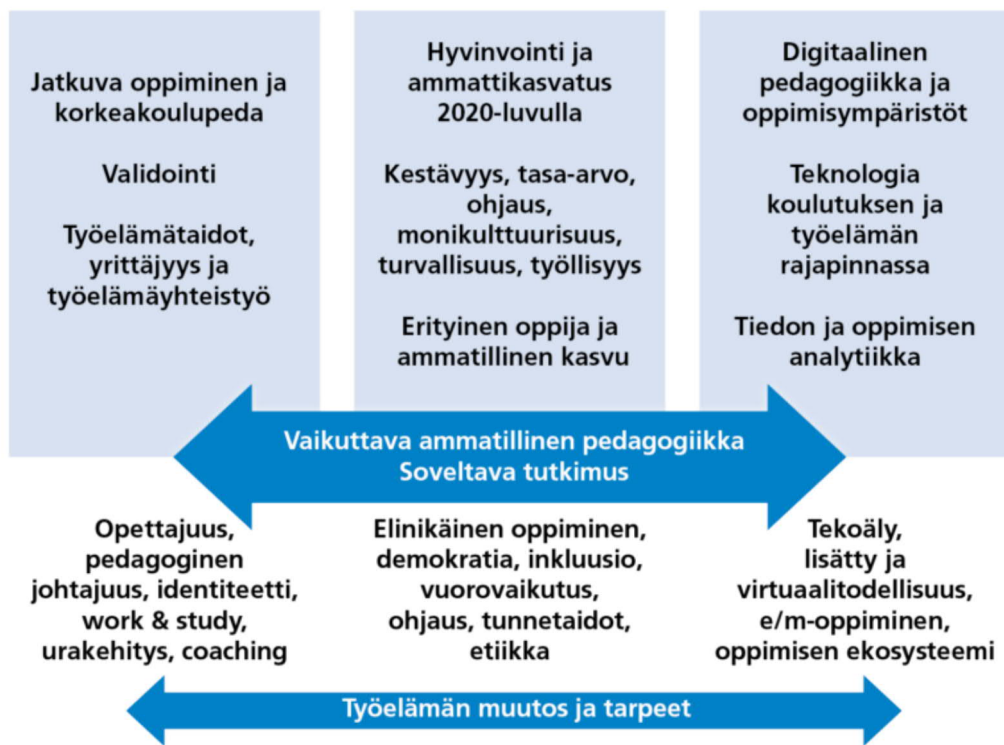 Jatkuva oppiminen ja
korkeakoulupeda
Validointi
Työelämätaidot,
yrittäjyys ja
työelämäyhteistyö
Hyvinvointi ja
ammattikasvatus
2020-luvulla
Kestävyys, tasa-arvo,
ohjaus,
monikulttuurisuus,
turvallisuus, työllisyys
Erityinen oppija ja
ammatillinen kasvu
Digitaalinen
pedagogiikka ja
oppimisympäristöt
Teknologia
koulutuksen ja
työelämän
rajapinnassa
Tiedon ja oppimisen
analytiikka
Vaikuttava ammatillinen pedagogiikka
Soveltava tutkimus
Opettajuus,
pedagoginen
johtajuus, identiteetti,
work & study,
urakehitys, coaching
Elinikäinen oppiminen,
demokratia, inkluusio,
vuorovaikutus,
ohjaus, tunnetaidot,
etiikka
Tekoäly,
lisätty ja
virtuaalitodellisuus,
e/m-oppiminen,
oppimisen ekosysteemi
Työelämän muutos ja tarpeet